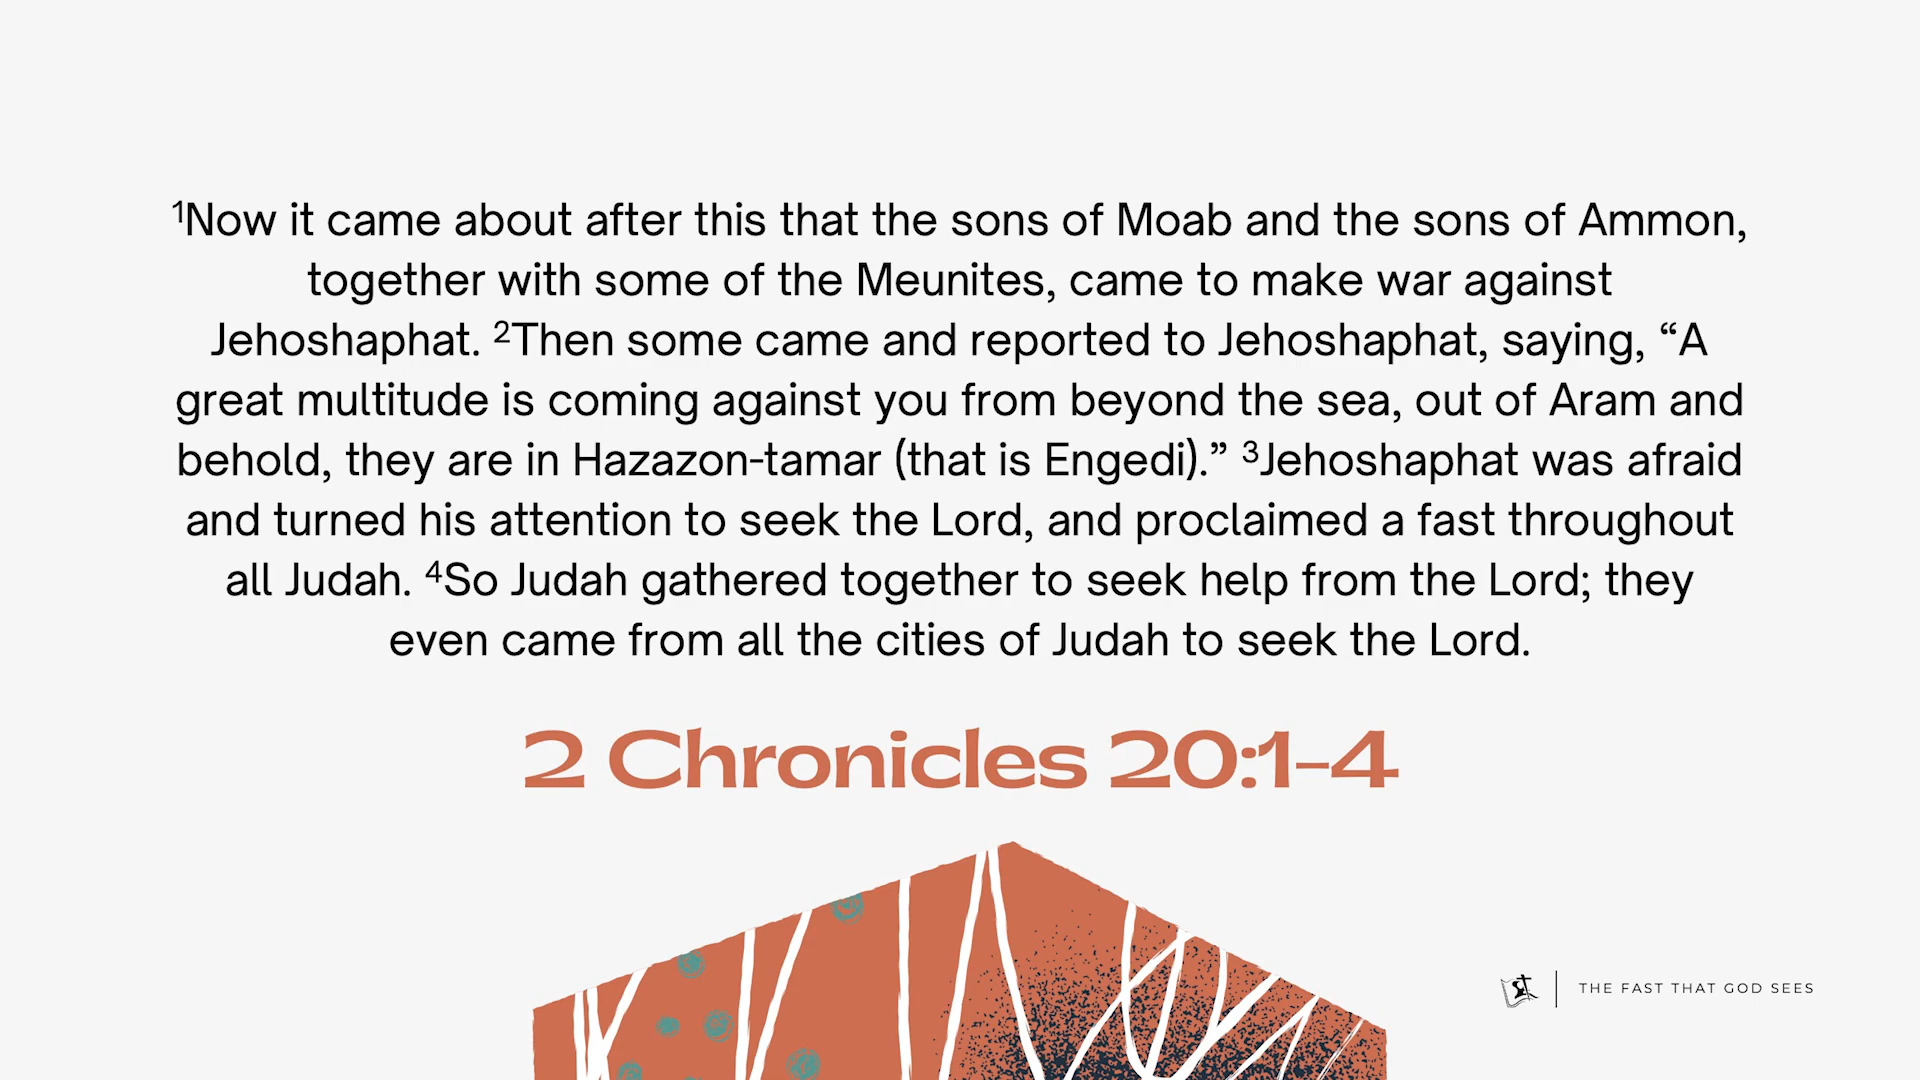 ¹Now it came about after this that the sons of Moab and the sons of Ammon,
together with some of the Meunites, came to make war against
Jehoshaphat. ²Then some came and reported to Jehoshaphat, saying, “A
great multitude is coming against you from beyond the sea, out of Aram and
behold, they are in Hazazon-tamar (that is Engedi).” ³Jehoshaphat was afraid
and turned his attention to seek the Lord, and proclaimed a fast throughout
all Judah. ⁴So Judah gathered together to seek help from the Lord; they
even came from all the cities of Judah to seek the Lord.
2 Chronicles 20:1–4
THE FAST THAT GOD SEES